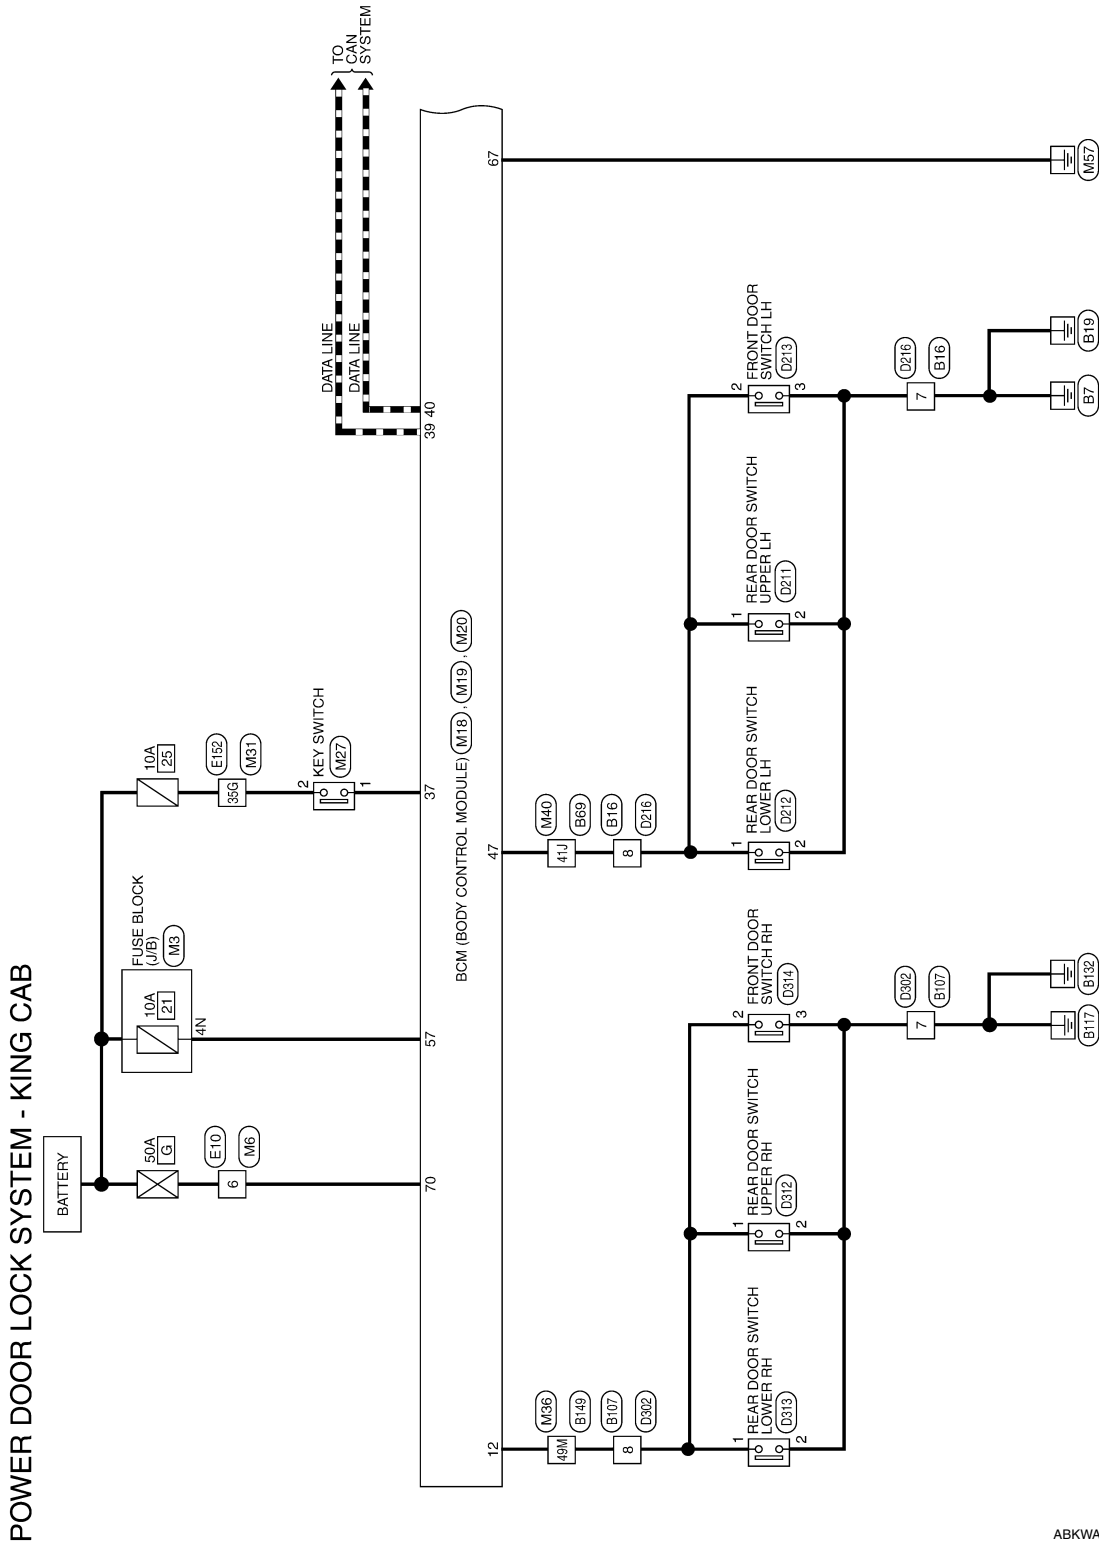 POWER DOOR LOCK SYSTEM - KING CAB
BATTERY
50A
G
E10
6
M6
70
FUSE BLOCK
(J/B)
M3
10A
21
4N
57
10A
25
E152
35G
M31
2
KEY SWITCH
M27
1
37
DATA LINE
DATA LINE
TO
CAN
SYSTEM
39 40
BCM (BODY CONTROL MODULE) M18 , M19 , M20
12
47
67
49M
M36
B149
8
B107
D302
1
REAR DOOR SWITCH
LOWER RH
D313
2
1
REAR DOOR SWITCH
UPPER RH
D312
2
2
FRONT DOOR
SWITCH RH
D314
3
7
D302
B107
B117
B132
41J
M40
B69
8
B16
D216
1
REAR DOOR SWITCH
LOWER LH
D212
2
1
REAR DOOR SWITCH
UPPER LH
D211
2
2
FRONT DOOR
SWITCH LH
D213
3
7
D216
B16
B7
B19
M57
ABKWA